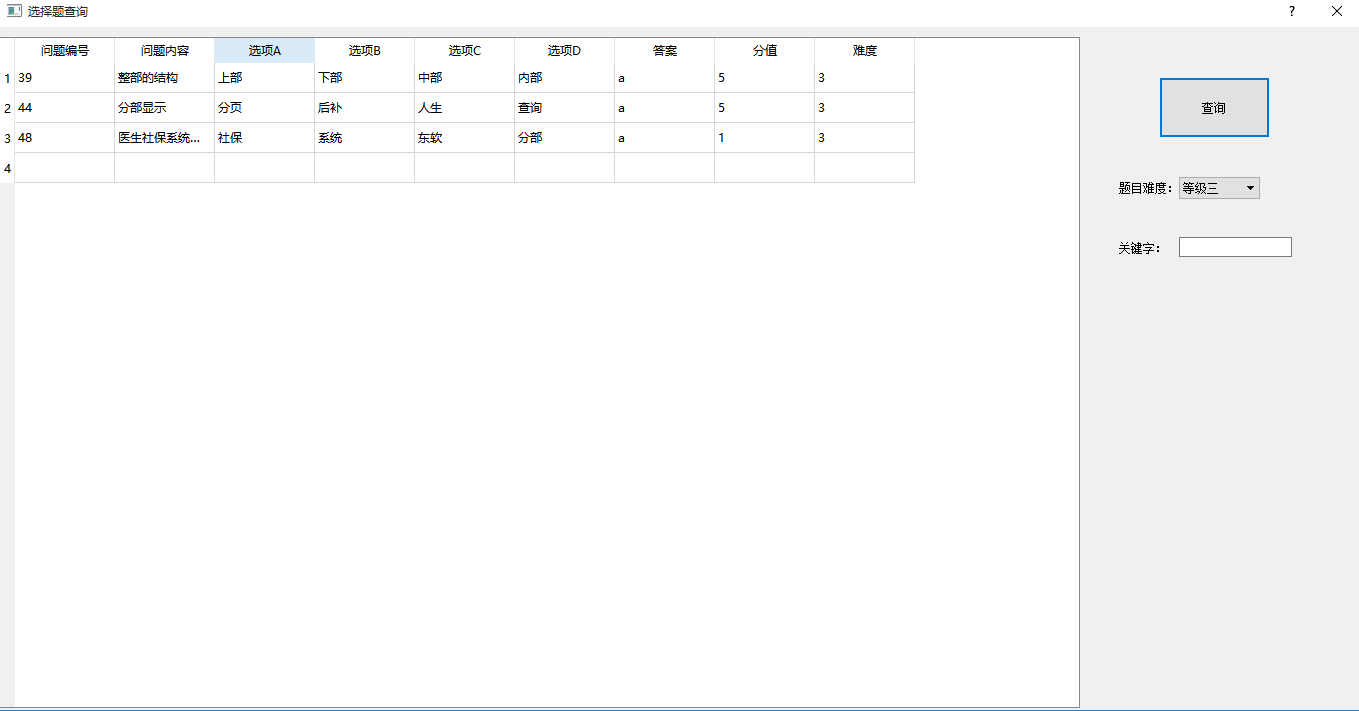 选择题查询
?
问题编号 问题内容 选项A 选项B 选项C 选项D 答案 分值 难度
1 39 整部的结构 上部 下部 中部 内部 a 5 3
2 44 分部显示 分页 后补 人生 查询 a 5 3
3 48 医生社保系统... 社保 系统 东软 分部 a 1 3
4
查询
题目难度： 等级三
关键字：